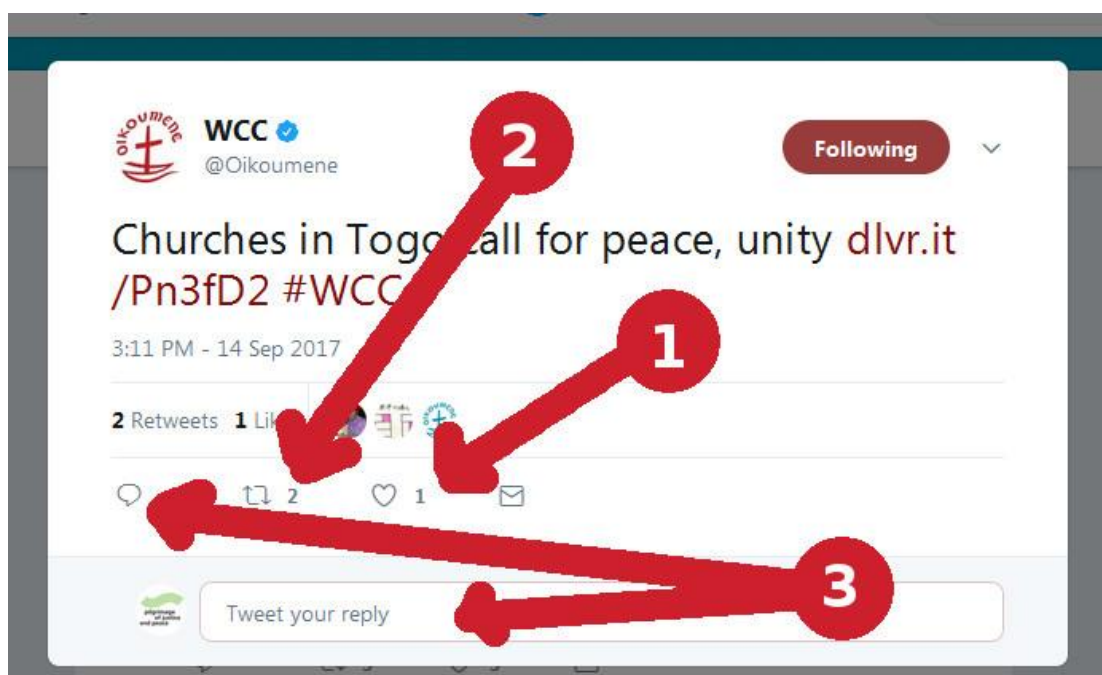 OIKOUMENE
WCC
@Oikoumene
Following
2
Churches in Togo call for peace, unity dlvr.it
/Pn3fD2 #WCC
1
3:11 PM - 14 Sep 2017
2 Retweets 1
2 1
3
Tweet your reply